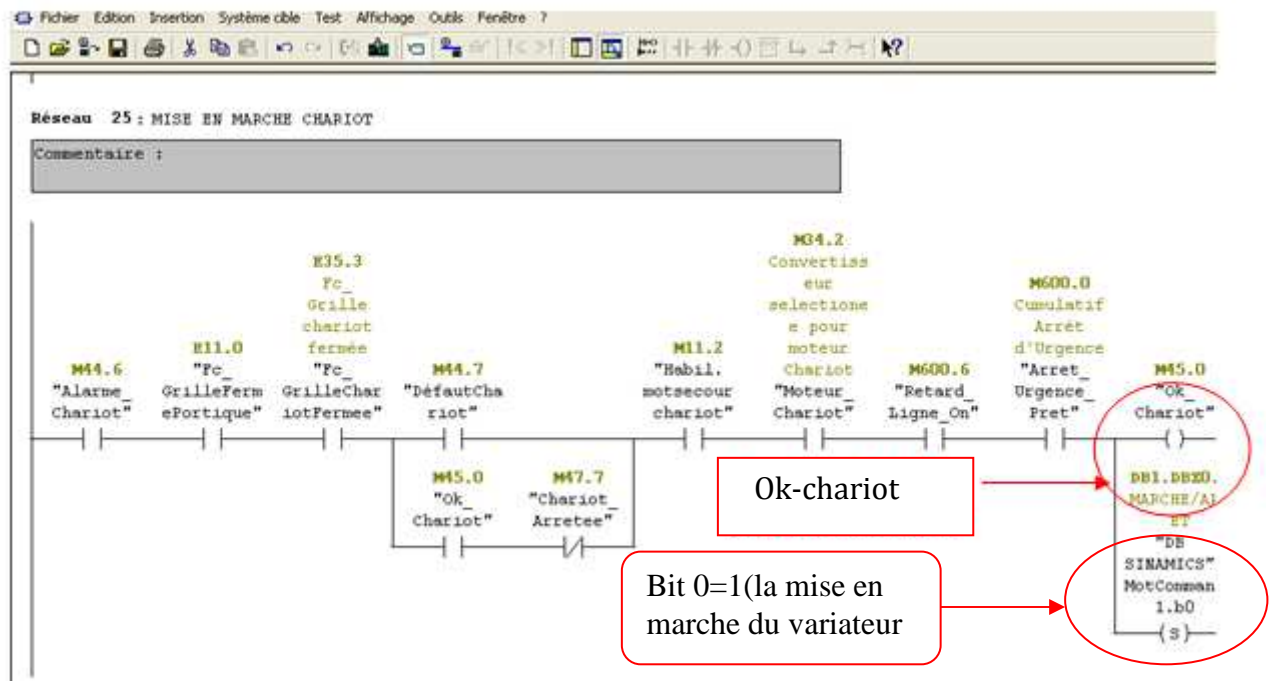 Fichier Edition Insertion Système cible Test Affichage Outils Fenêtre ?
Réseau 25 : MISE EN MARCHE CHARIOT
Commentaire :
M44.6
"Alarme_
Chariot"
E11.0
"Fc_
GrilleFerm
ePortique"
E35.3
Fc_
Grille
chariot
fermée
"Fc_
GrilleChar
iotFermee"
M44.7
"DéfautCha
riot"
M11.2
"Habil.
motsecour
chariot"
M34.2
Convertiss
eur
selectione
e pour
moteur
Chariot
"Moteur_
Chariot"
M600.6
"Retard_
Ligne_On"
M600.0
Cumulatif
Arrét
d'Urgence
"Arret_
Urgence_
Pret"
M45.0
"Ok_
Chariot"
( )
M45.0
"Ok_
Chariot"
M47.7
"Chariot_
Arretee"
Ok-chariot
DB1.DBX0.
MARCHE/AR
ET
"DB
SINAMICS"
MotComman
1.b0
(S)
Bit 0=1(la mise en
marche du variateur